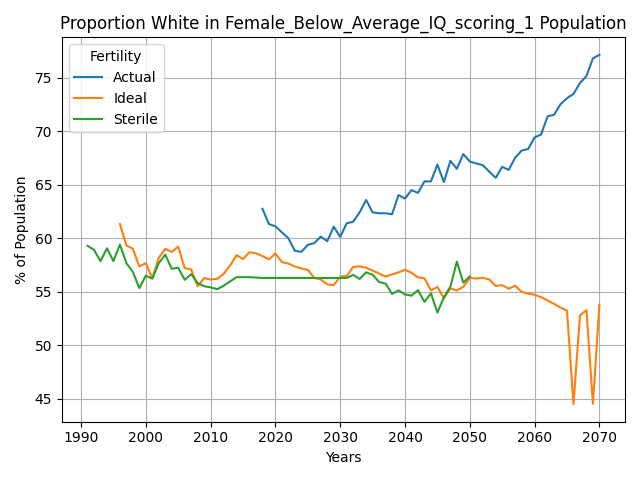 Proportion White in Female_Below_Average_IQ_scoring_1 Population
Fertility
Actual
Ideal
Sterile
% of Population
75
70
65
60
55
50
45
1990 2000 2010 2020 2030 2040 2050 2060 2070
Years